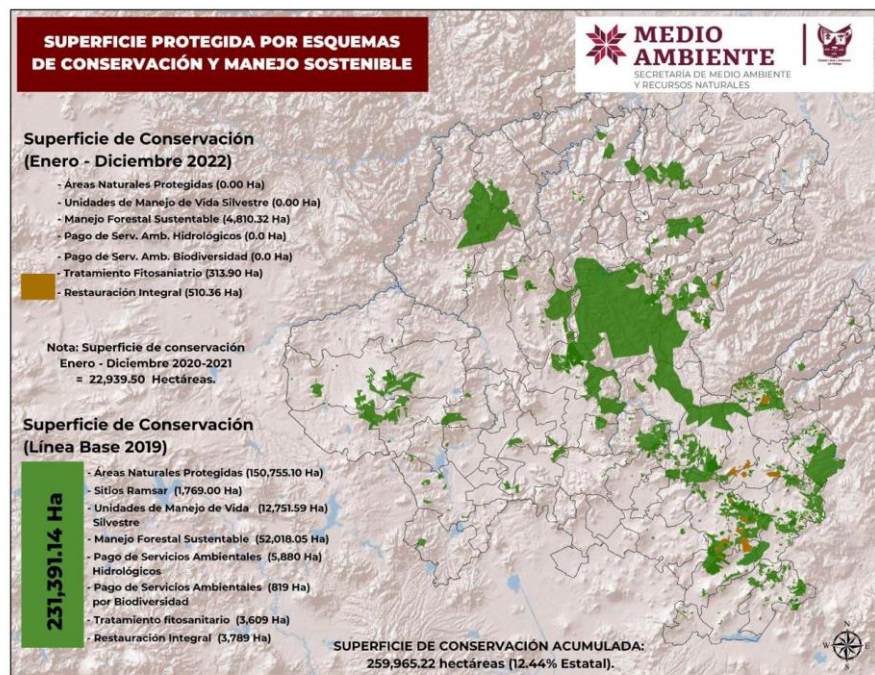 SUPERFICIE PROTEGIDA POR ESQUEMAS
DE CONSERVACIÓN Y MANEJO SOSTENIBLE
MEDIO
AMBIENTE
SECRETARÍA DE MEDIO AMBIENTE
Y RECURSOS NATURALES
Superficie de Conservación
(Enero - Diciembre 2022)
- Áreas Naturales Protegidas (0.00 Ha)
- Unidades de Manejo de Vida Silvestre (0.00 Ha)
- Manejo Forestal Sustentable (4,810.32 Ha)
- Pago de Serv. Amb. Hidrológicos (0.0 Ha)
- Pago de Serv. Amb. Biodiversidad (0.0 Ha)
- Tratamiento Fitosaniatrio (313.90 Ha)
- Restauración Integral (510.36 Ha)
Nota: Superficie de conservación
Enero - Diciembre 2020-2021
= 22,939.50 Hectáreas.
Superficie de Conservación
(Línea Base 2019)
231,391.14 Ha
- Áreas Naturales Protegidas (150,755.10 Ha)
- Sitios Ramsar (1,769.00 Ha)
- Unidades de Manejo de Vida (12,751.59 Ha)
Silvestre
- Manejo Forestal Sustentable (52,018.05 Ha)
- Pago de Servicios Ambientales (5,880 Ha)
Hidrológicos
- Pago de Servicios Ambientales (819 Ha)
por Biodiversidad
- Tratamiento fitosanitario (3,609 Ha)
- Restauración Integral (3,789 Ha)
SUPERFICIE DE CONSERVACIÓN ACUMULADA:
259,965.22 hectáreas (12.44% Estatal).
N
W E
S